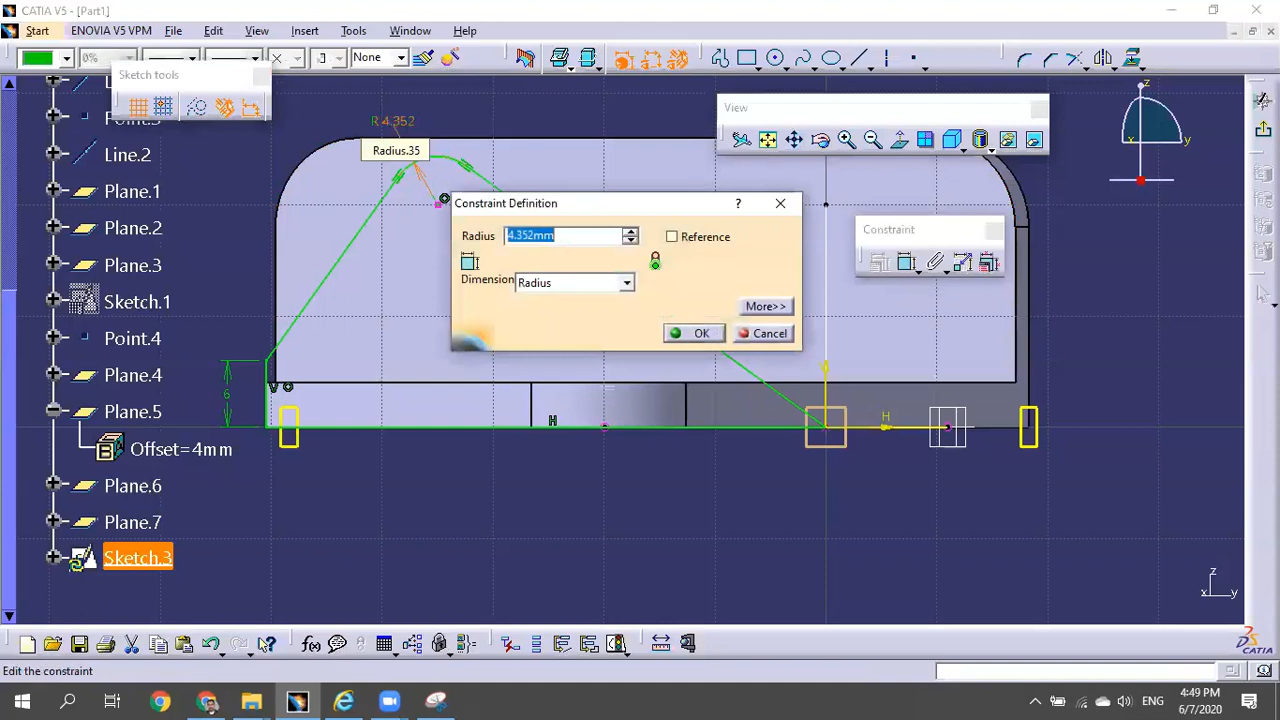 CATIA V5 - [Part1]
Start ENOVIA V5 VPM File Edit View Insert Tools Window Help
0% None
Sketch tools
View
R 4.352
Radius.35
Line.2
Plane.1
Plane.2
Plane.3
Sketch.1
Point.4
Plane.4
Plane.5
Offset=4mm
Plane.6
Plane.7
Sketch.3
Constraint Definition ?
Radius 4.352mm Reference
Dimension Radius
More>>
OK Cancel
Constraint
z
x y
6
V
H
H
z
x y
f(x)
CATIA
Edit the constraint
ENG
4:49 PM
6/7/2020